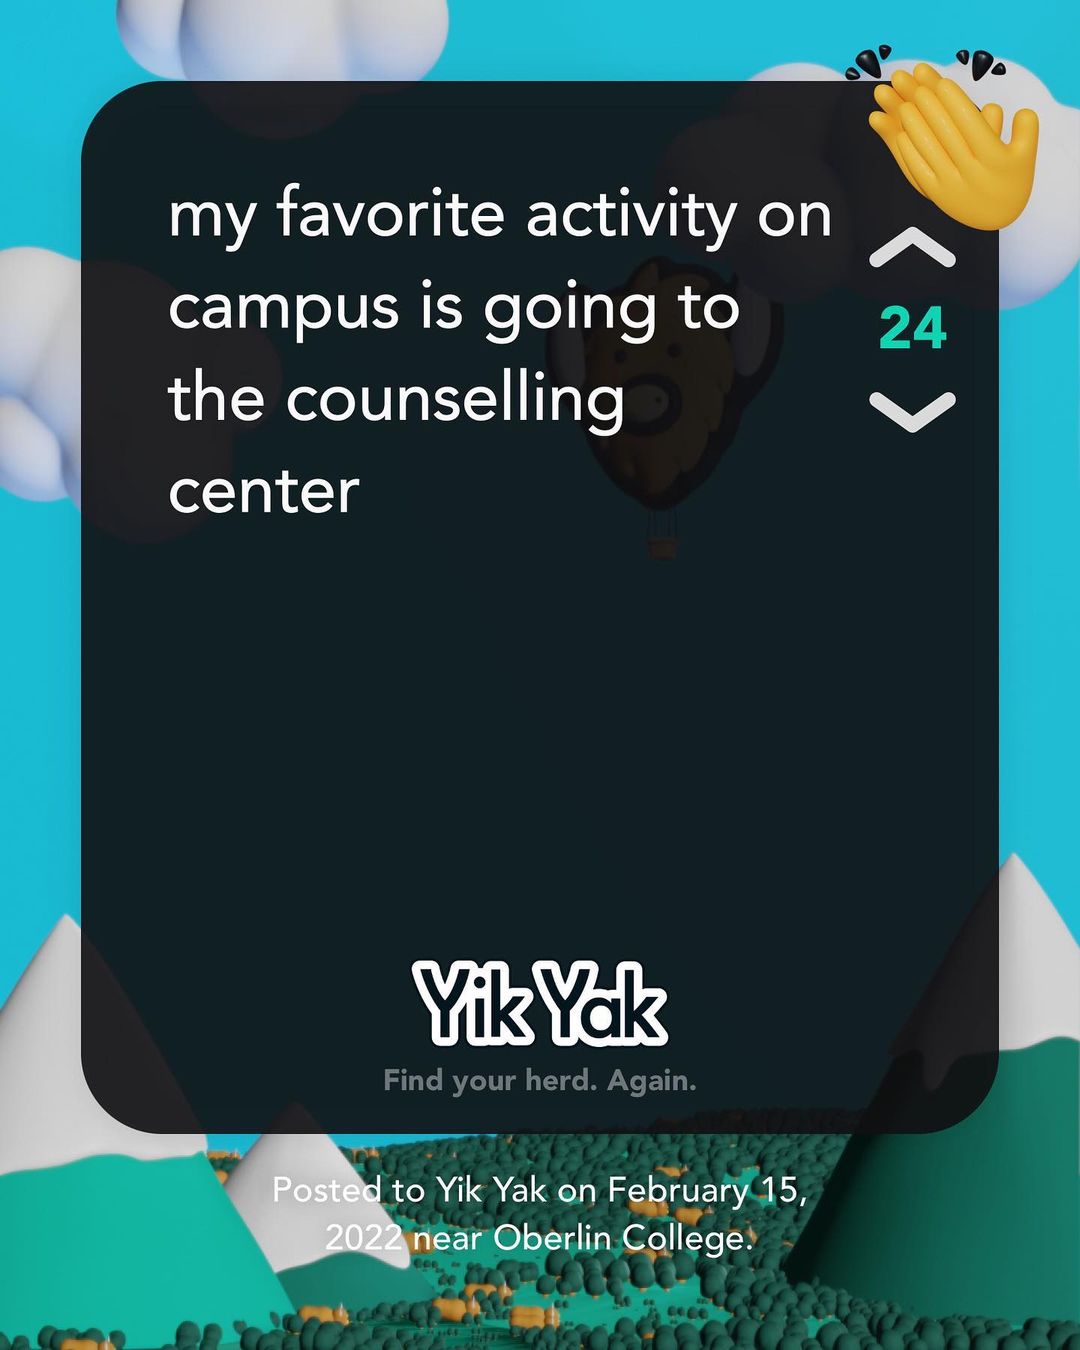 my favorite activity on
campus is going to
the counselling
center
24
Yik Yak
Find your herd. Again.
Posted to Yik Yak on February 15,
2022 near Oberlin College.